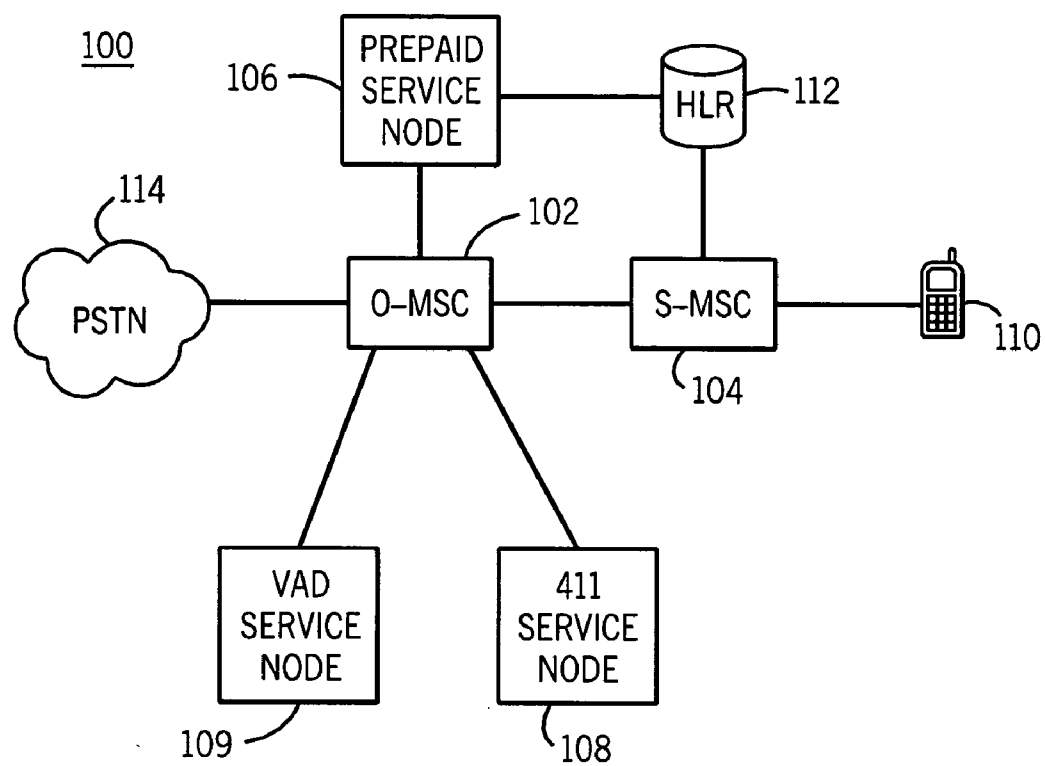 100
PREPAID
SERVICE
NODE
106
HLR
112
114
102
PSTN
O-MSC
S-MSC
110
104
VAD
SERVICE
NODE
411
SERVICE
NODE
109
108